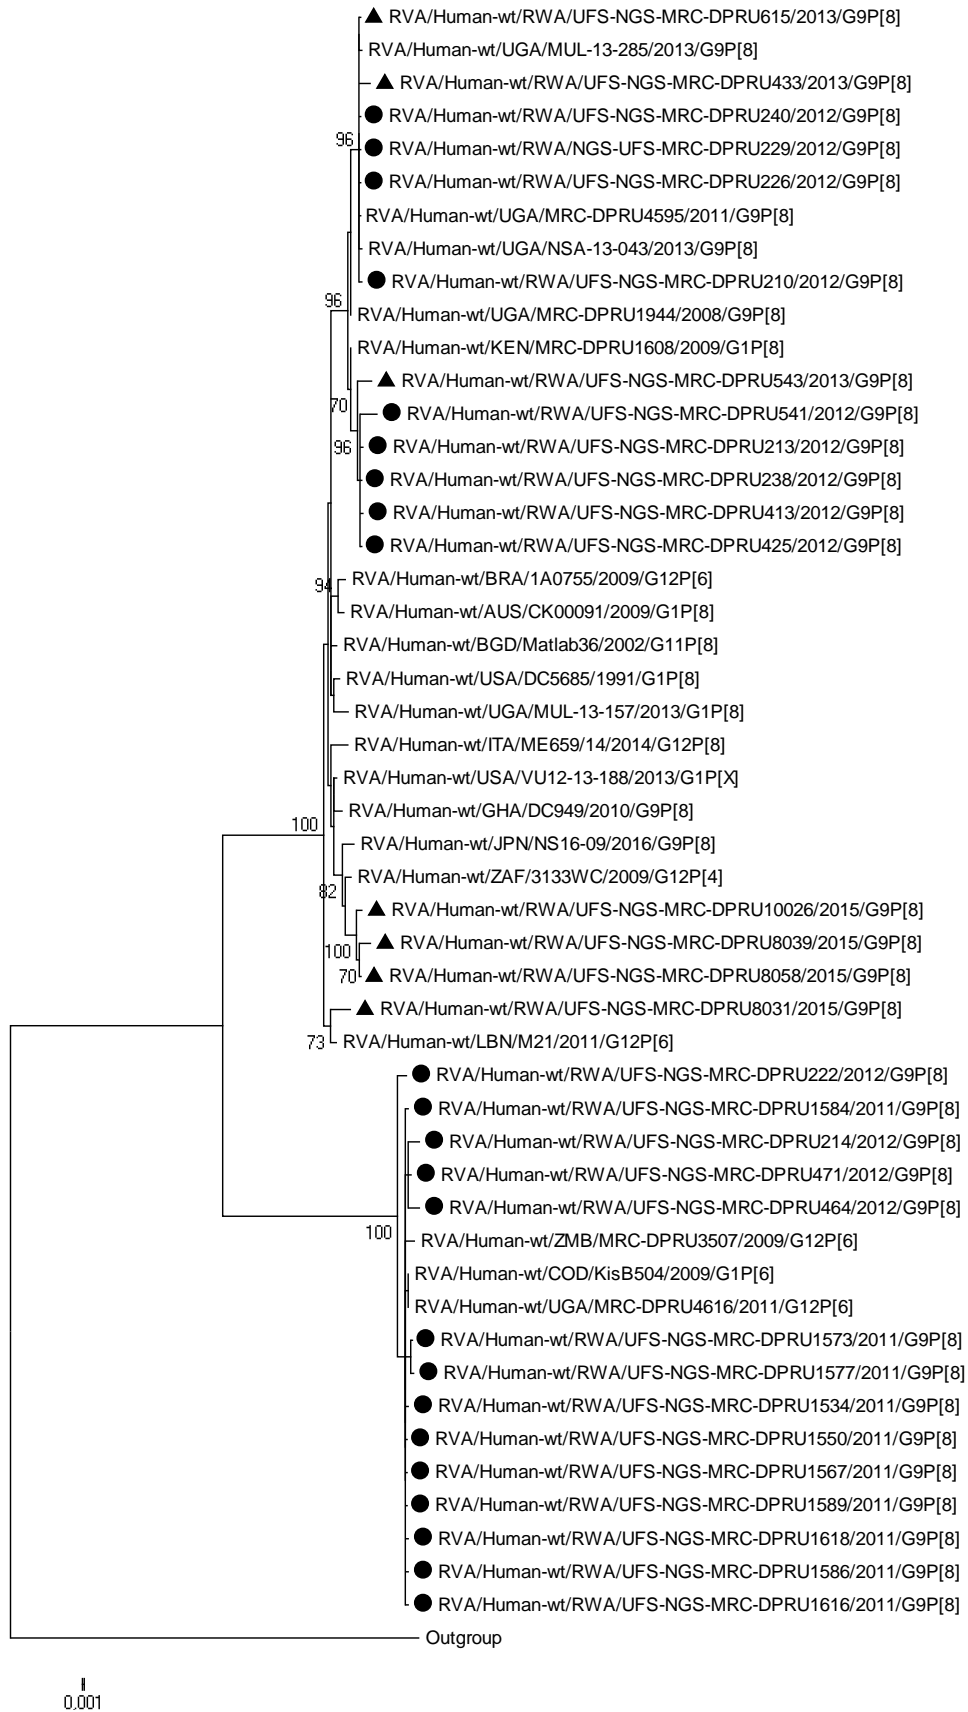 RVA/Human-wt/RWA/UFS-NGS-MRC-DPRU615/2013/G9P[8]
RVA/Human-wt/UGA/MUL-13-285/2013/G9P[8]
RVA/Human-wt/RWA/UFS-NGS-MRC-DPRU433/2013/G9P[8]
RVA/Human-wt/RWA/UFS-NGS-MRC-DPRU240/2012/G9P[8]
96
RVA/Human-wt/RWA/NGS-UFS-MRC-DPRU229/2012/G9P[8]
RVA/Human-wt/RWA/UFS-NGS-MRC-DPRU226/2012/G9P[8]
RVA/Human-wt/UGA/MRC-DPRU4595/2011/G9P[8]
RVA/Human-wt/UGA/NSA-13-043/2013/G9P[8]
RVA/Human-wt/RWA/UFS-NGS-MRC-DPRU210/2012/G9P[8]
96
RVA/Human-wt/UGA/MRC-DPRU1944/2008/G9P[8]
RVA/Human-wt/KEN/MRC-DPRU1608/2009/G1P[8]
RVA/Human-wt/RWA/UFS-NGS-MRC-DPRU543/2013/G9P[8]
70
RVA/Human-wt/RWA/UFS-NGS-MRC-DPRU541/2012/G9P[8]
96
RVA/Human-wt/RWA/UFS-NGS-MRC-DPRU213/2012/G9P[8]
RVA/Human-wt/RWA/UFS-NGS-MRC-DPRU238/2012/G9P[8]
RVA/Human-wt/RWA/UFS-NGS-MRC-DPRU413/2012/G9P[8]
RVA/Human-wt/RWA/UFS-NGS-MRC-DPRU425/2012/G9P[8]
94
RVA/Human-wt/BRA/1A0755/2009/G12P[6]
RVA/Human-wt/AUS/CK00091/2009/G1P[8]
RVA/Human-wt/BGD/Matlab36/2002/G11P[8]
RVA/Human-wt/USA/DC5685/1991/G1P[8]
RVA/Human-wt/UGA/MUL-13-157/2013/G1P[8]
RVA/Human-wt/ITA/ME659/14/2014/G12P[8]
RVA/Human-wt/USA/VU12-13-188/2013/G1P[X]
RVA/Human-wt/GHA/DC949/2010/G9P[8]
100
RVA/Human-wt/JPN/NS16-09/2016/G9P[8]
RVA/Human-wt/ZAF/3133WC/2009/G12P[4]
82
RVA/Human-wt/RWA/UFS-NGS-MRC-DPRU10026/2015/G9P[8]
RVA/Human-wt/RWA/UFS-NGS-MRC-DPRU8039/2015/G9P[8]
100
RVA/Human-wt/RWA/UFS-NGS-MRC-DPRU8058/2015/G9P[8]
70
RVA/Human-wt/RWA/UFS-NGS-MRC-DPRU8031/2015/G9P[8]
73
RVA/Human-wt/LBN/M21/2011/G12P[6]
RVA/Human-wt/RWA/UFS-NGS-MRC-DPRU222/2012/G9P[8]
RVA/Human-wt/RWA/UFS-NGS-MRC-DPRU1584/2011/G9P[8]
RVA/Human-wt/RWA/UFS-NGS-MRC-DPRU214/2012/G9P[8]
RVA/Human-wt/RWA/UFS-NGS-MRC-DPRU471/2012/G9P[8]
RVA/Human-wt/RWA/UFS-NGS-MRC-DPRU464/2012/G9P[8]
100
RVA/Human-wt/ZMB/MRC-DPRU3507/2009/G12P[6]
RVA/Human-wt/COD/KisB504/2009/G1P[6]
RVA/Human-wt/UGA/MRC-DPRU4616/2011/G12P[6]
RVA/Human-wt/RWA/UFS-NGS-MRC-DPRU1573/2011/G9P[8]
RVA/Human-wt/RWA/UFS-NGS-MRC-DPRU1577/2011/G9P[8]
RVA/Human-wt/RWA/UFS-NGS-MRC-DPRU1534/2011/G9P[8]
RVA/Human-wt/RWA/UFS-NGS-MRC-DPRU1550/2011/G9P[8]
RVA/Human-wt/RWA/UFS-NGS-MRC-DPRU1567/2011/G9P[8]
RVA/Human-wt/RWA/UFS-NGS-MRC-DPRU1589/2011/G9P[8]
RVA/Human-wt/RWA/UFS-NGS-MRC-DPRU1618/2011/G9P[8]
RVA/Human-wt/RWA/UFS-NGS-MRC-DPRU1586/2011/G9P[8]
RVA/Human-wt/RWA/UFS-NGS-MRC-DPRU1616/2011/G9P[8]
Outgroup
0.001